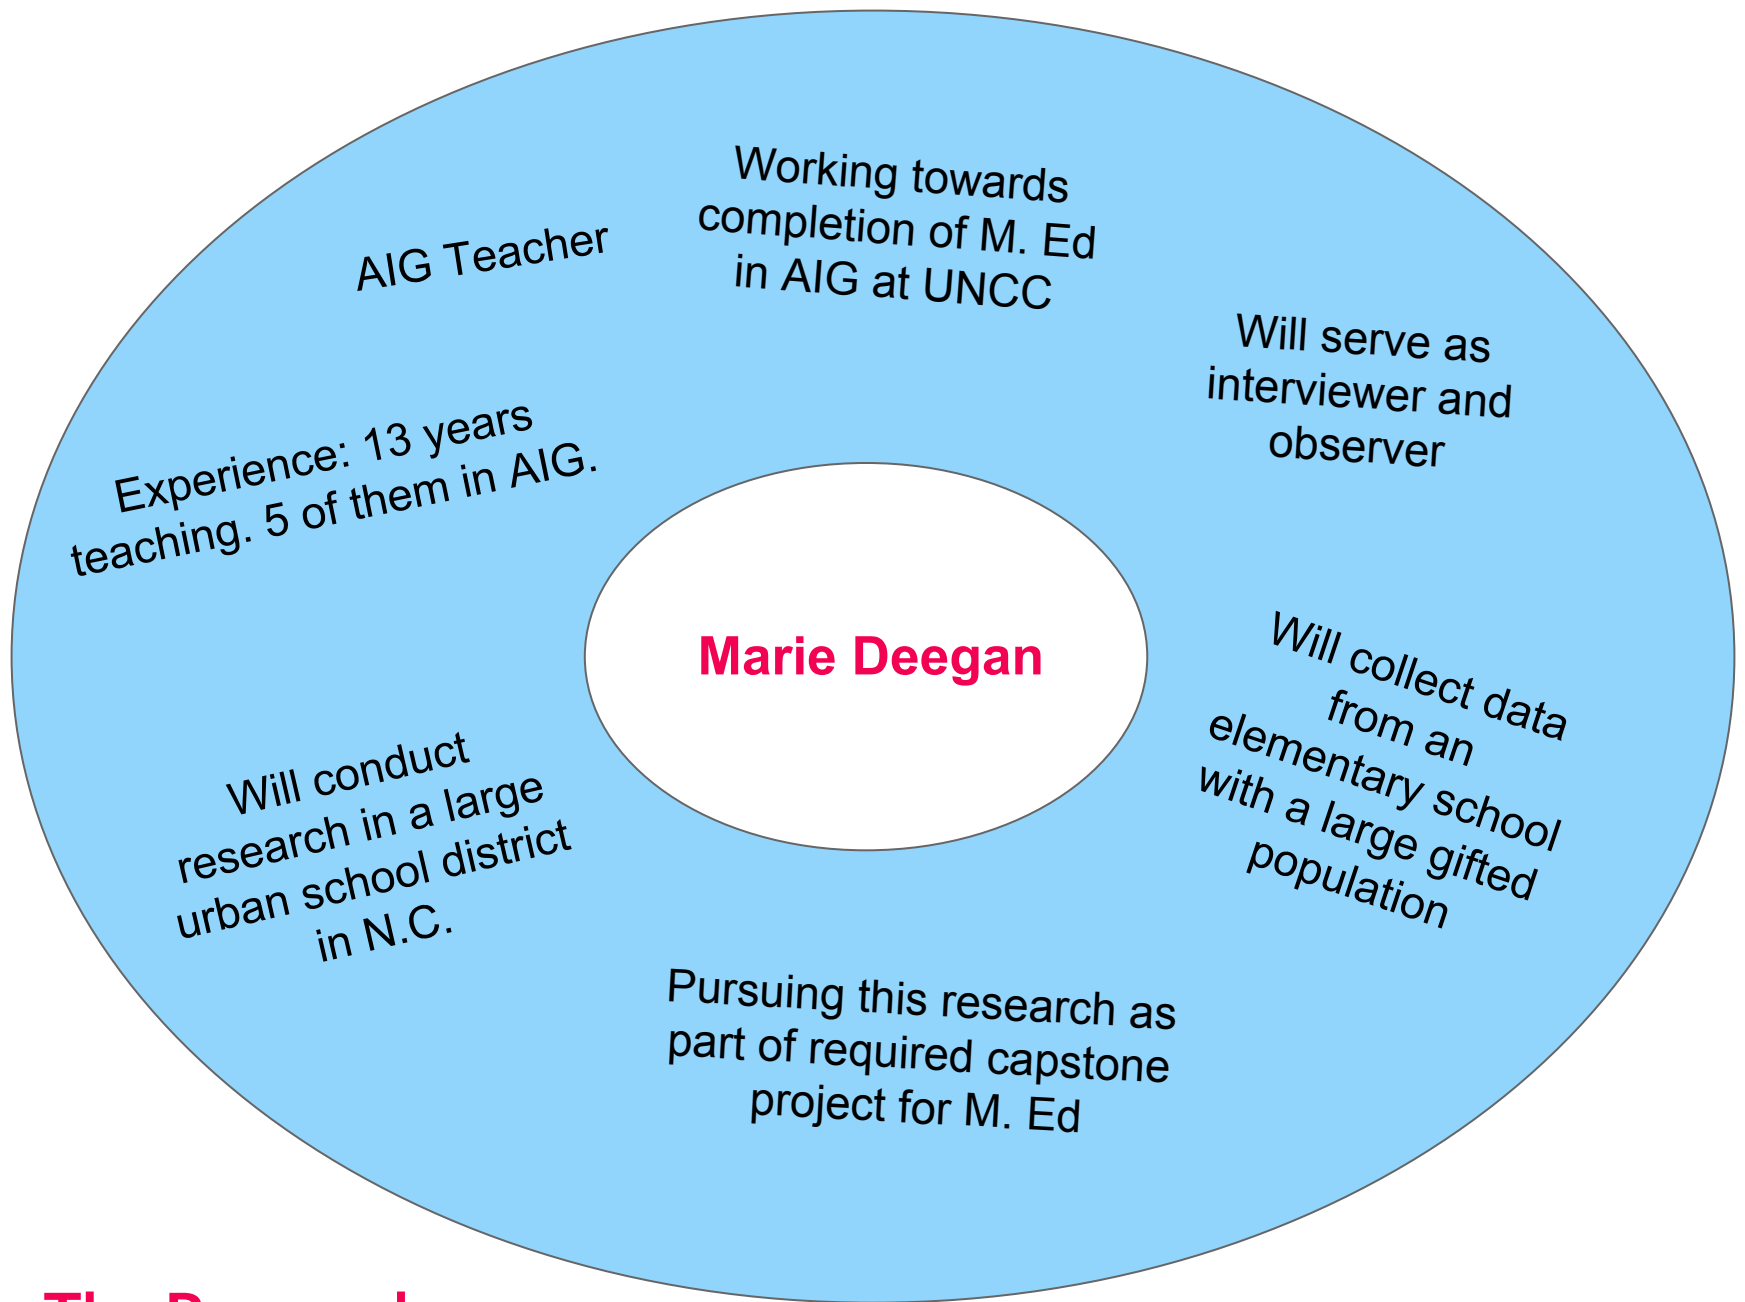 AIG Teacher
Working towards
completion of M. Ed
in AIG at UNCC
Will serve as
interviewer and
observer
Experience: 13 years
teaching. 5 of them in AIG.
Marie Deegan
Will collect data
from an
elementary school
with a large gifted
population
Will conduct
research in a large
urban school district
in N.C.
Pursuing this research as
part of required capstone
project for M. Ed